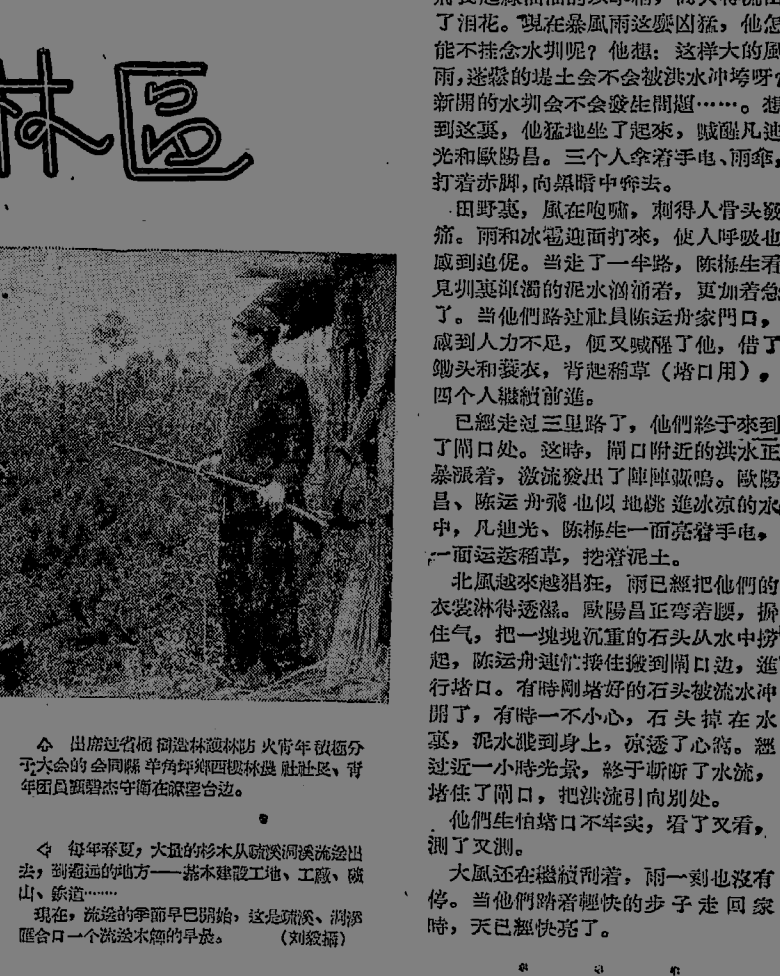 林區
了泪花。現在暴風雨这麽凶猛，他怎
能不挂念水圳呢？他想：这样大的風
雨，蓬鬆的堤土会不会被洪水冲垮呀？
新開的水圳会不会發生問題……。想
到这裏，他猛地坐了起來，喊醒凡迪
光和歐陽昌。三个人拿着手电、雨傘，
打着赤脚，向黑暗中奔去。
田野裏，風在咆嘯，刺得人骨头發
痛。雨和冰雹迎面打來，使人呼吸也
感到迫促。当走了一半路，陈梅生看
見圳裏渾濁的泥水汹涌着，更加着急
了。当他們路过社員陈运舟家門口，
感到人力不足，便又喊醒了他，借了
鋤头和蓑衣，背起稻草（堵口用），
四个人繼續前進。
已經走过三里路了，他們終于來到
了閘口处。这時，閘口附近的洪水正
暴漲着，激流發出了陣陣嘶鳴。歐陽
昌、陈运舟飛也似地跳進冰凉的水
中，凡迪光、陈梅生一面亮着手电，
一面运送稻草，挖着泥土。
北風越來越猖狂，雨已經把他們的
衣裳淋得透濕。歐陽昌正弯着腰，摒
住气，把一塊塊沉重的石头从水中撈
起，陈运舟連忙接住搬到閘口边，進
行堵口。有時剛堵好的石头被流水冲
開了，有時一不小心，石头掉在水
裏，泥水濺到身上，凉透了心窩。經
过近一小時光景，終于斬断了水流，
堵住了閘口，把洪流引向别处。
他們生怕堵口不牢实，看了又看，
測了又測。
大風还在繼續刮着，雨一刻也没有
停。当他們踏着輕快的步子走回家
時，天已經快亮了。
出席过省 造林護林防火青年積極分
子大会的会同縣羊角坪鄉西樓林 社社長、青
年团員 碧杰守衛在瞭望台边。
每年春夏，大量的杉木从 溪洞溪流送出
去，到遥远的地方——基本建設工地、工廠、礦
山、鉄道……
現在，流送的季節早已開始，这是 溪、洞溪
匯合口一个流送木 的早晨。（刘毅攝）